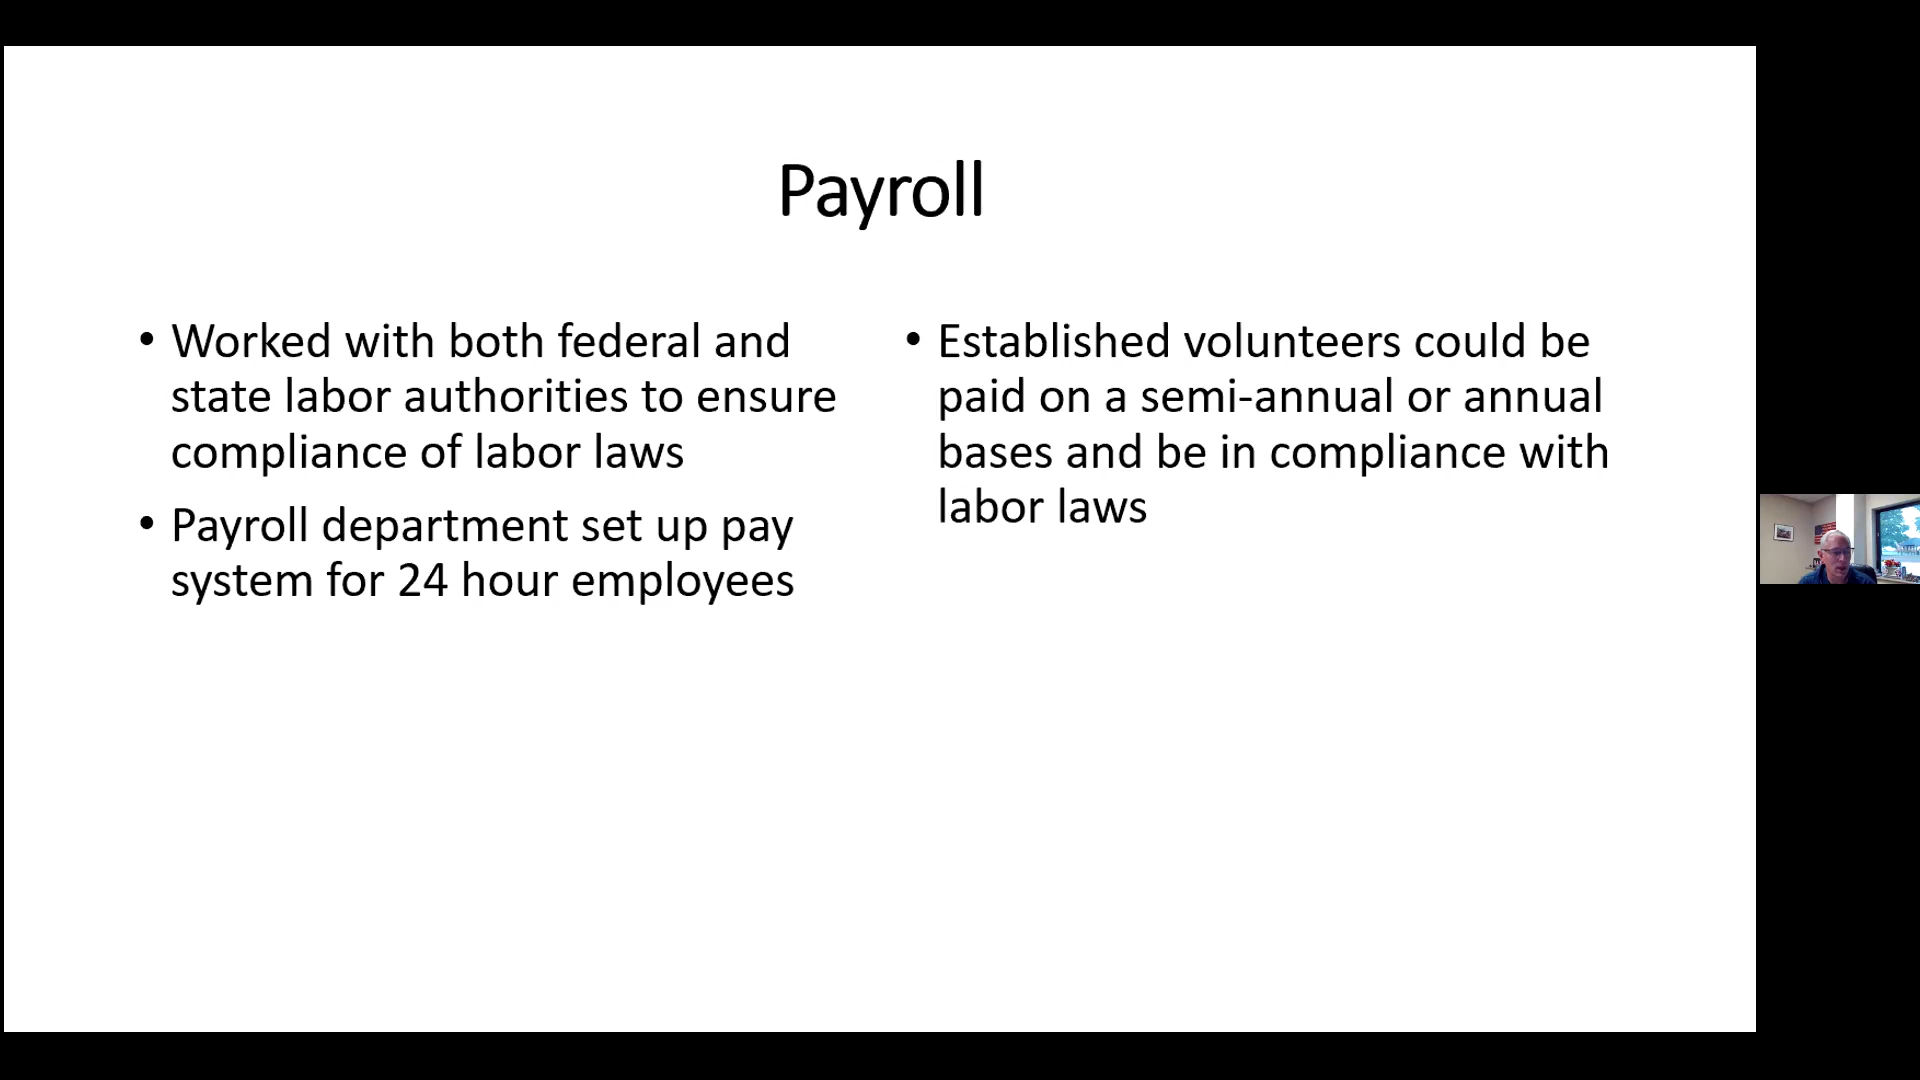 Payroll
• Worked with both federal and
state labor authorities to ensure
compliance of labor laws
• Payroll department set up pay
system for 24 hour employees
• Established volunteers could be
paid on a semi-annual or annual
bases and be in compliance with
labor laws